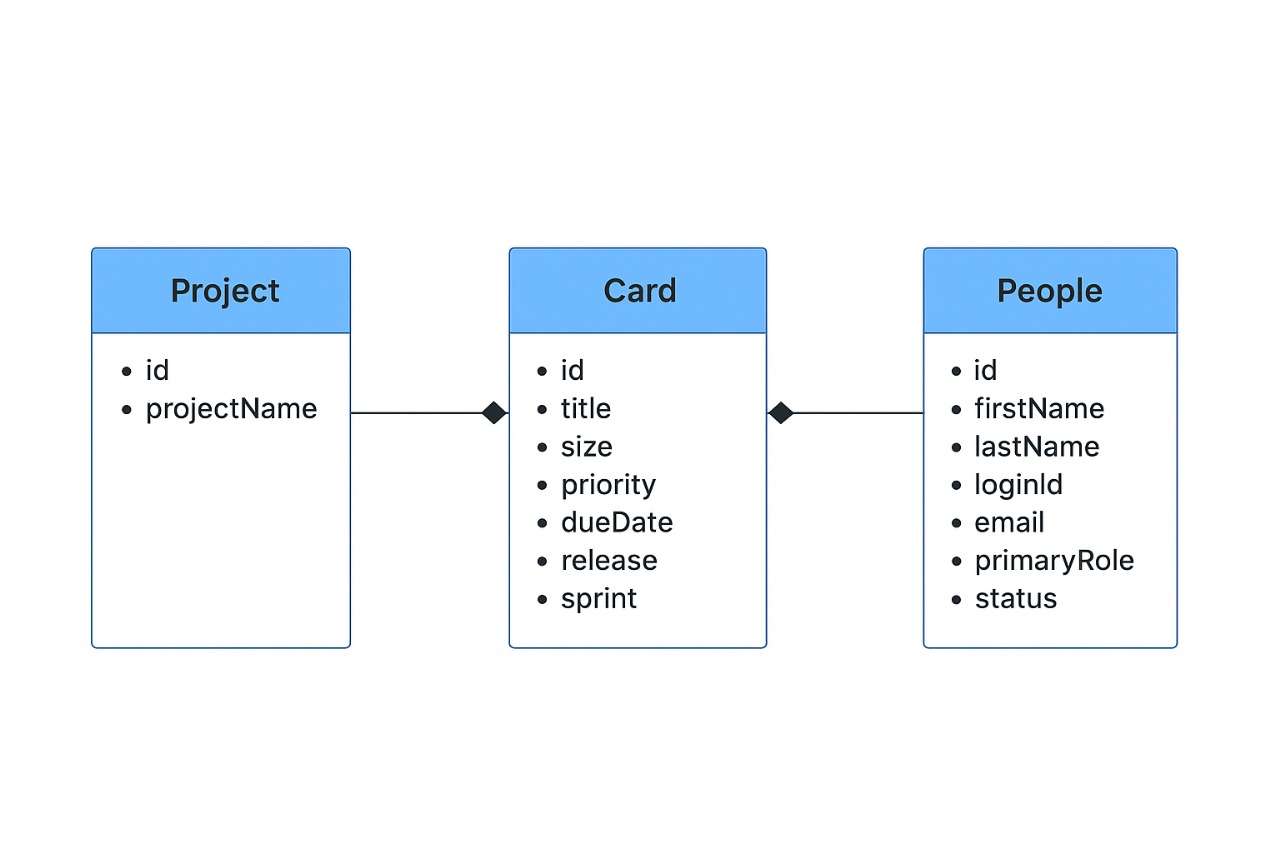 Project
• id
• projectName
Card
• id
• title
• size
• priority
• dueDate
• release
• sprint
People
• id
• firstName
• lastName
• loginId
• email
• primaryRole
• status